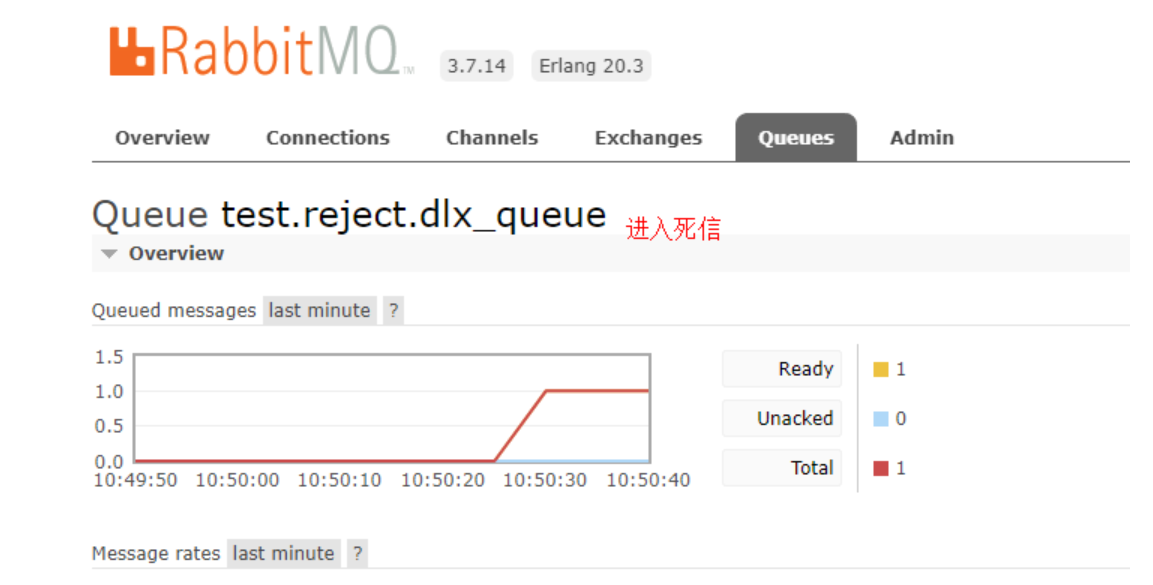 RabbitMQ TM 3.7.14 Erlang 20.3
Overview Connections Channels Exchanges Queues Admin
Queue test.reject.dlx_queue 进入死信
Overview
Queued messages last minute ?
1.5
1.0
0.5
0.0
10:49:50 10:50:00 10:50:10 10:50:20 10:50:30 10:50:40
Ready 1
Unacked 0
Total 1
Message rates last minute ?